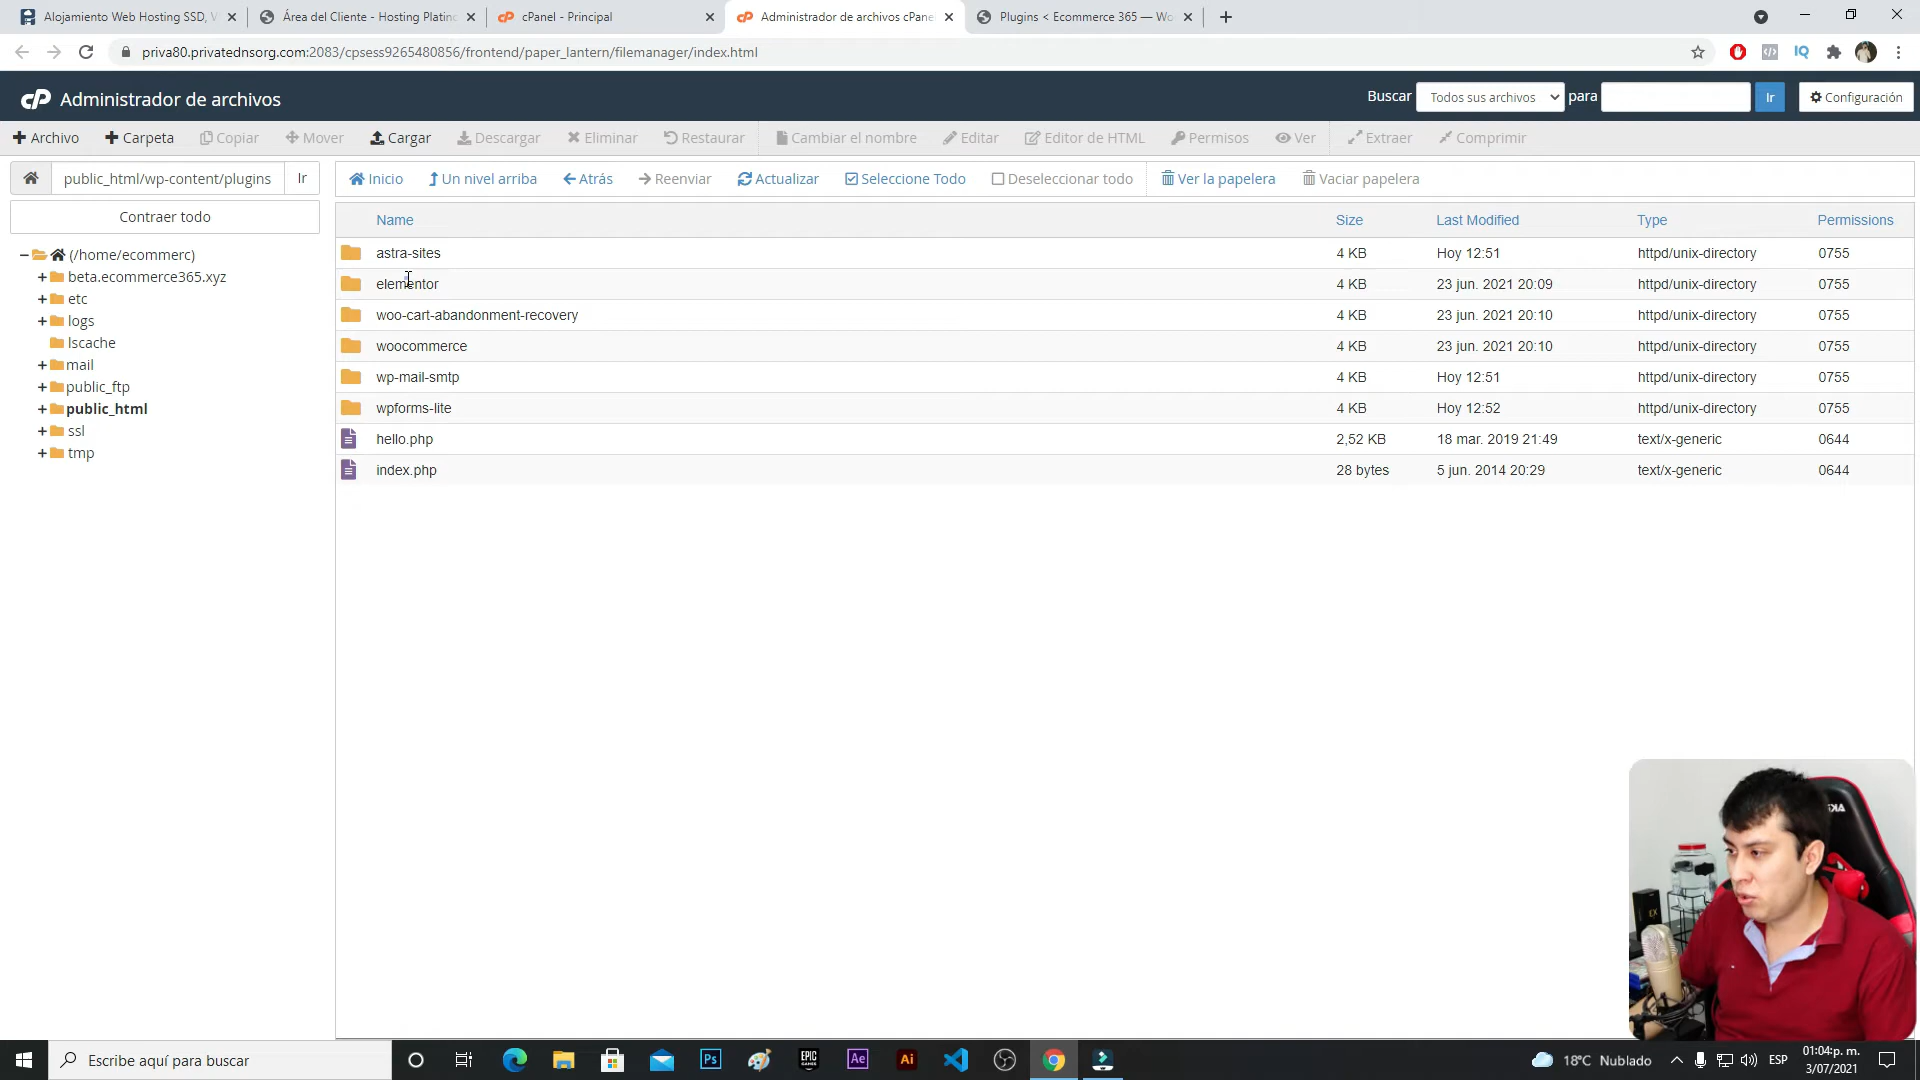 Alojamiento Web Hosting SSD, V
Área del Cliente - Hosting Platinc
cPanel - Principal
Administrador de archivos cPane
Plugins < Ecommerce 365 — Wo
priva80.privatednsorg.com:2083/cpsess9265480856/frontend/paper_lantern/filemanager/index.html
cP Administrador de archivos
Buscar Todos sus archivos para Ir Configuración
Archivo Carpeta Copiar Mover Cargar Descargar Eliminar Restaurar Cambiar el nombre Editar Editor de HTML Permisos Ver Extraer Comprimir
public_html/wp-content/plugins Ir
Inicio Un nivel arriba Atrás Reenviar Actualizar Seleccione Todo Deseleccionar todo Ver la papelera Vaciar papelera
Contraer todo
(/home/ecommerc)
beta.ecommerce365.xyz
etc
logs
lscache
mail
public_ftp
public_html
ssl
tmp
Name Size Last Modified Type Permissions
astra-sites 4 KB Hoy 12:51 httpd/unix-directory 0755
elementor 4 KB 23 jun. 2021 20:09 httpd/unix-directory 0755
woo-cart-abandonment-recovery 4 KB 23 jun. 2021 20:10 httpd/unix-directory 0755
woocommerce 4 KB 23 jun. 2021 20:10 httpd/unix-directory 0755
wp-mail-smtp 4 KB Hoy 12:51 httpd/unix-directory 0755
wpforms-lite 4 KB Hoy 12:52 httpd/unix-directory 0755
hello.php 2,52 KB 18 mar. 2019 21:49 text/x-generic 0644
index.php 28 bytes 5 jun. 2014 20:29 text/x-generic 0644
Escribe aquí para buscar
Ps
EPIC GAMES
Ae
Ai
18°C Nublado
ESP
01:04 p. m.
3/07/2021